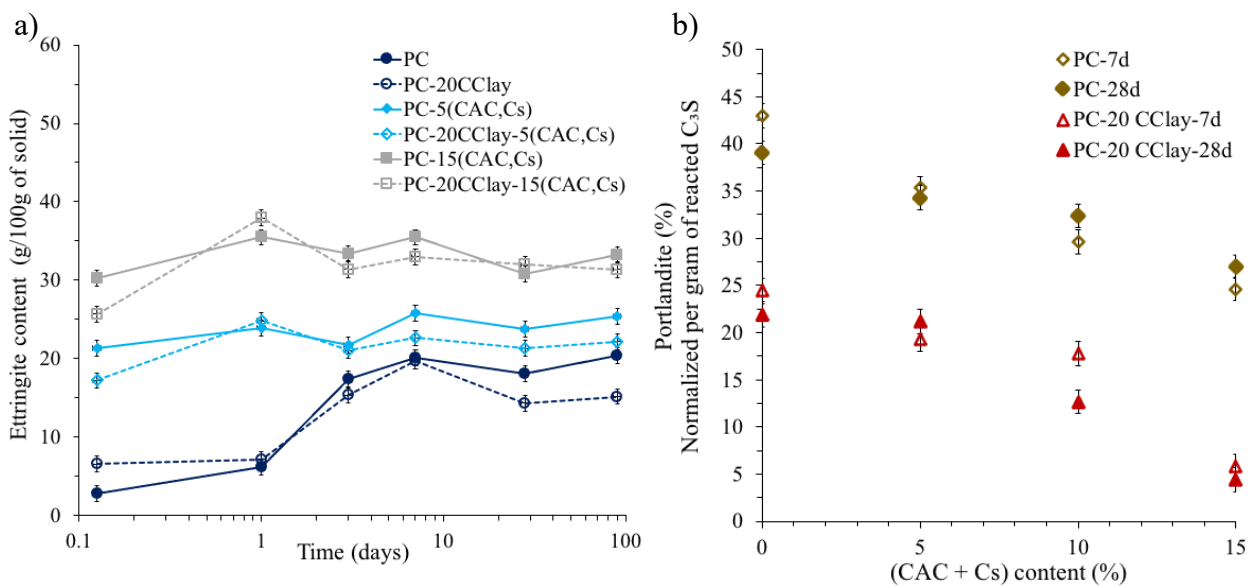 a)
60
50
40
30
20
10
0
Ettringite content (g/100g of solid)
PC
PC-20CClay
PC-5(CAC,Cs)
PC-20CClay-5(CAC,Cs)
PC-15(CAC,Cs)
PC-20CClay-15(CAC,Cs)
0.1
1
10
100
Time (days)
b)
50
45
40
35
30
25
20
15
10
5
0
Portlandite (%)
Normalized per gram of reacted C₃S
PC-7d
PC-28d
PC-20 CClay-7d
PC-20 CClay-28d
0
5
10
15
(CAC + Cs) content (%)